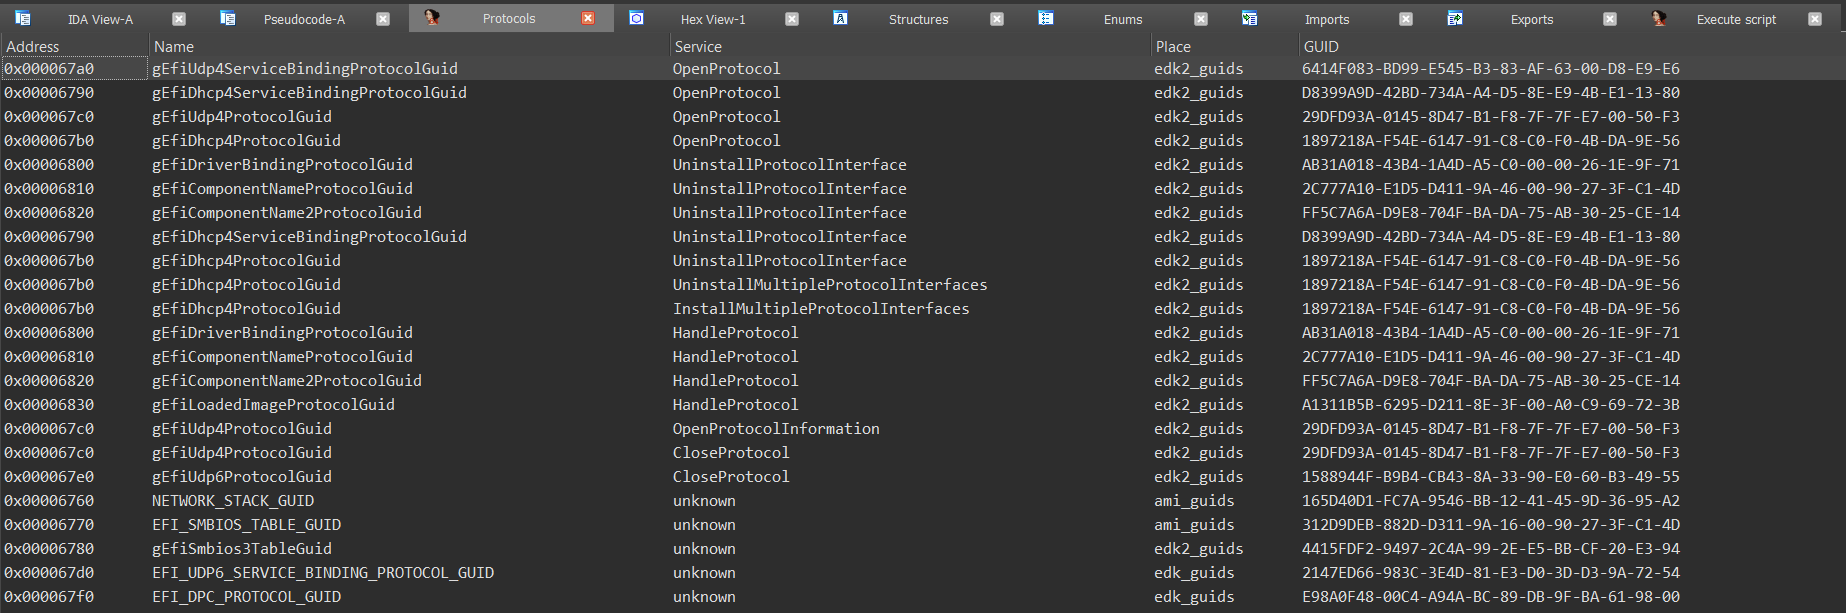 IDA View-A Pseudocode-A Protocols Hex View-1 Structures Enums Imports Exports Execute script
Address Name Service Place GUID
0x000067a0 gEfiUdp4ServiceBindingProtocolGuid OpenProtocol edk2_guids 6414F083-BD99-E545-B3-83-AF-63-00-D8-E9-E6
0x00006790 gEfiDhcp4ServiceBindingProtocolGuid OpenProtocol edk2_guids D8399A9D-42BD-734A-A4-D5-8E-E9-4B-E1-13-80
0x000067c0 gEfiUdp4ProtocolGuid OpenProtocol edk2_guids 29DFD93A-0145-8D47-B1-F8-7F-7F-E7-00-50-F3
0x000067b0 gEfiDhcp4ProtocolGuid OpenProtocol edk2_guids 1897218A-F54E-6147-91-C8-C0-F0-4B-DA-9E-56
0x00006800 gEfiDriverBindingProtocolGuid UninstallProtocolInterface edk2_guids AB31A018-43B4-1A4D-A5-C0-00-00-26-1E-9F-71
0x00006810 gEfiComponentNameProtocolGuid UninstallProtocolInterface edk2_guids 2C777A10-E1D5-D411-9A-46-00-90-27-3F-C1-4D
0x00006820 gEfiComponentName2ProtocolGuid UninstallProtocolInterface edk2_guids FF5C7A6A-D9E8-704F-BA-DA-75-AB-30-25-CE-14
0x00006790 gEfiDhcp4ServiceBindingProtocolGuid UninstallProtocolInterface edk2_guids D8399A9D-42BD-734A-A4-D5-8E-E9-4B-E1-13-80
0x000067b0 gEfiDhcp4ProtocolGuid UninstallProtocolInterface edk2_guids 1897218A-F54E-6147-91-C8-C0-F0-4B-DA-9E-56
0x000067b0 gEfiDhcp4ProtocolGuid UninstallMultipleProtocolInterfaces edk2_guids 1897218A-F54E-6147-91-C8-C0-F0-4B-DA-9E-56
0x000067b0 gEfiDhcp4ProtocolGuid InstallMultipleProtocolInterfaces edk2_guids 1897218A-F54E-6147-91-C8-C0-F0-4B-DA-9E-56
0x00006800 gEfiDriverBindingProtocolGuid HandleProtocol edk2_guids AB31A018-43B4-1A4D-A5-C0-00-00-26-1E-9F-71
0x00006810 gEfiComponentNameProtocolGuid HandleProtocol edk2_guids 2C777A10-E1D5-D411-9A-46-00-90-27-3F-C1-4D
0x00006820 gEfiComponentName2ProtocolGuid HandleProtocol edk2_guids FF5C7A6A-D9E8-704F-BA-DA-75-AB-30-25-CE-14
0x00006830 gEfiLoadedImageProtocolGuid HandleProtocol edk2_guids A1311B5B-6295-D211-8E-3F-00-A0-C9-69-72-3B
0x000067c0 gEfiUdp4ProtocolGuid OpenProtocolInformation edk2_guids 29DFD93A-0145-8D47-B1-F8-7F-7F-E7-00-50-F3
0x000067c0 gEfiUdp4ProtocolGuid CloseProtocol edk2_guids 29DFD93A-0145-8D47-B1-F8-7F-7F-E7-00-50-F3
0x000067e0 gEfiUdp6ProtocolGuid CloseProtocol edk2_guids 1588944F-B9B4-CB43-8A-33-90-E0-60-B3-49-55
0x00006760 NETWORK_STACK_GUID unknown ami_guids 165D40D1-FC7A-9546-BB-12-41-45-9D-36-95-A2
0x00006770 EFI_SMBIOS_TABLE_GUID unknown ami_guids 312D9DEB-882D-D311-9A-16-00-90-27-3F-C1-4D
0x00006780 gEfiSmbios3TableGuid unknown edk2_guids 4415FDF2-9497-2C4A-99-2E-E5-BB-CF-20-E3-94
0x000067d0 EFI_UDP6_SERVICE_BINDING_PROTOCOL_GUID unknown edk_guids 2147ED66-983C-3E4D-81-E3-D0-3D-D3-9A-72-54
0x000067f0 EFI_DPC_PROTOCOL_GUID unknown edk_guids E98A0F48-00C4-A94A-BC-89-DB-9F-BA-61-98-00